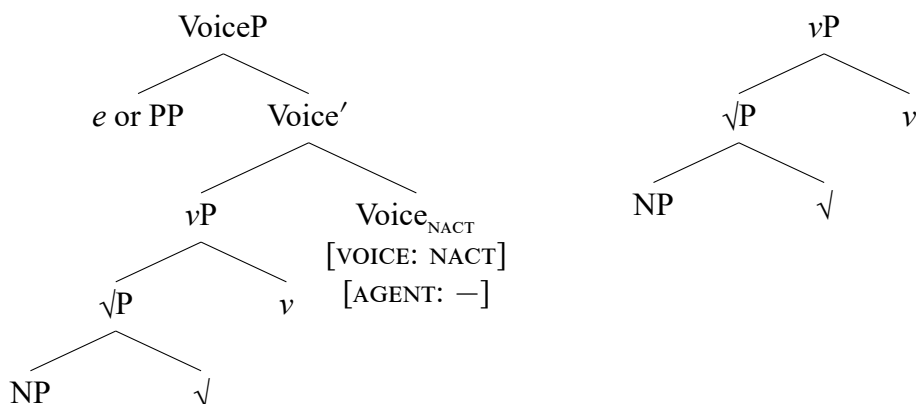 VoiceP
e or PP Voice′
vP Voice_NACT
[VOICE: NACT]
[AGENT: —]
√P v
NP √
vP
√P v
NP √